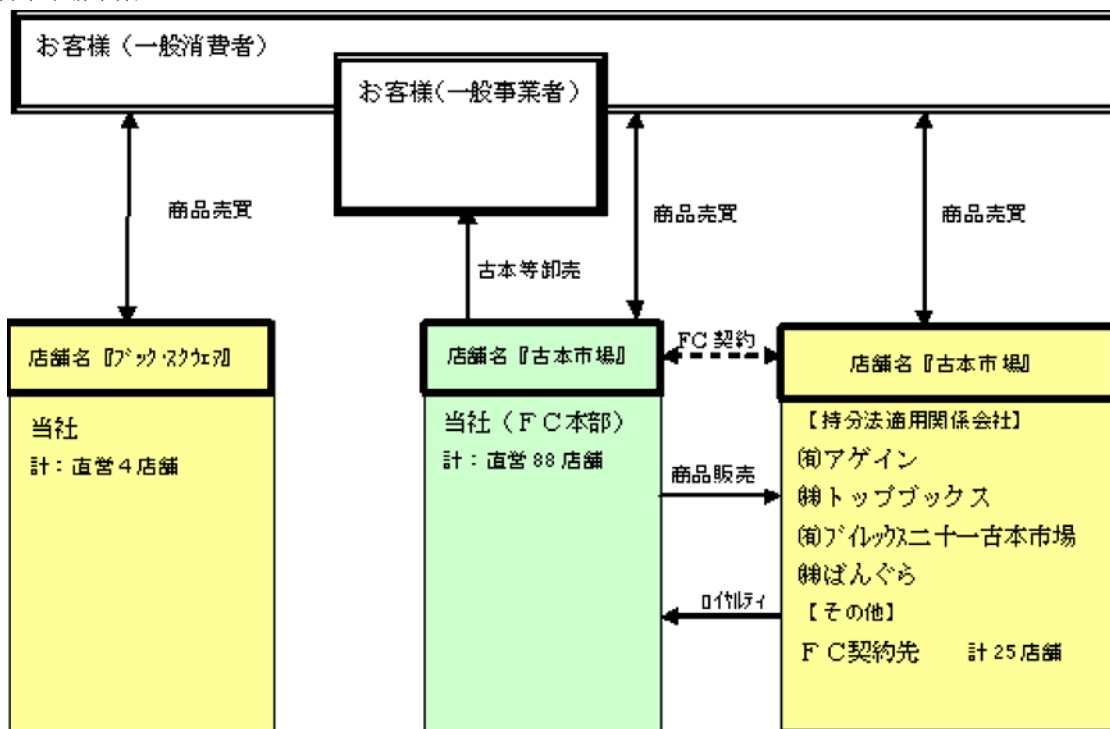 お客様（一般消費者）
お客様（一般事業者）
商品売買
商品売買
商品売買
古本等卸売
店舗名『ブック・スクウェア』
当社
計：直営４店舗
店舗名『古本市場』
当社（ＦＣ本部）
計：直営88店舗
FC契約
商品販売
ロイヤルティ
店舗名『古本市場』
【持分法適用関係会社】
㈲アゲイン
㈱トップブックス
㈲ブイレックス二十一古本市場
㈱ぱんぐら
【その他】
ＦＣ契約先　計25店舗